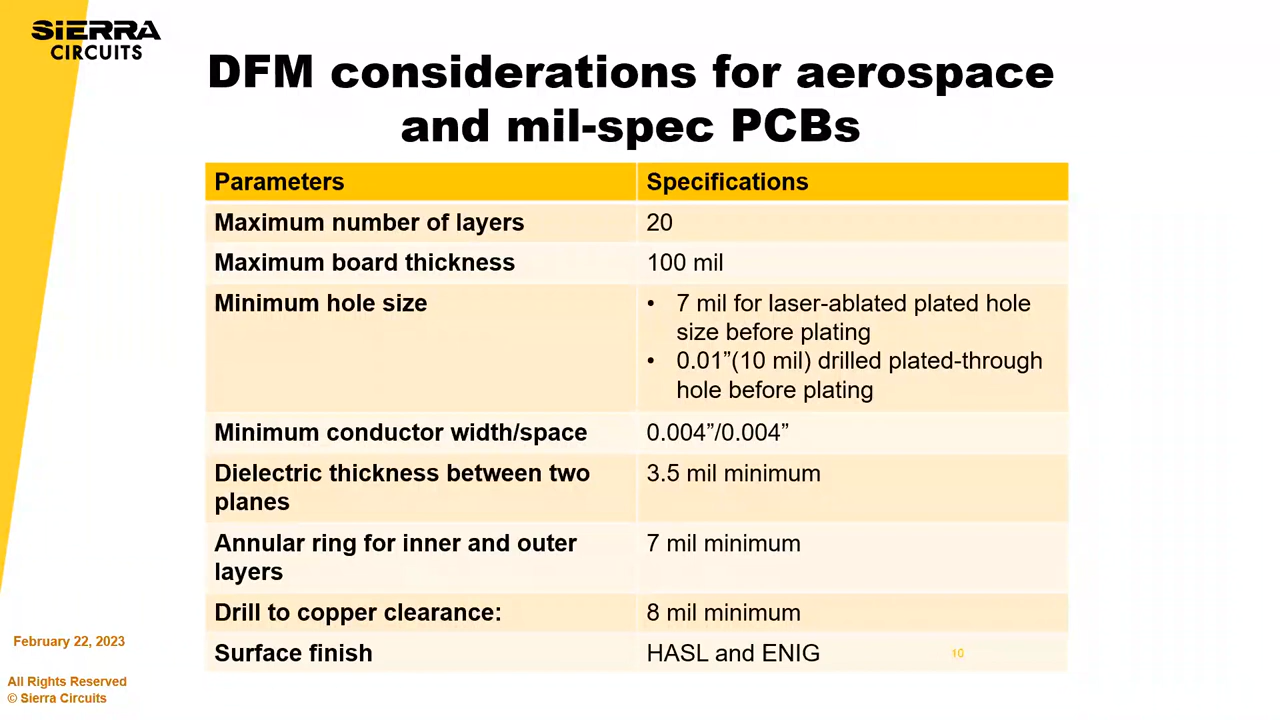 SIERRA
CIRCUITS
DFM considerations for aerospace
and mil-spec PCBs
Parameters
Specifications
Maximum number of layers
20
Maximum board thickness
100 mil
Minimum hole size
• 7 mil for laser-ablated plated hole
size before plating
• 0.01”(10 mil) drilled plated-through
hole before plating
Minimum conductor width/space
0.004”/0.004”
Dielectric thickness between two
planes
3.5 mil minimum
Annular ring for inner and outer
layers
7 mil minimum
Drill to copper clearance:
8 mil minimum
Surface finish
HASL and ENIG
10
February 22, 2023
All Rights Reserved
© Sierra Circuits